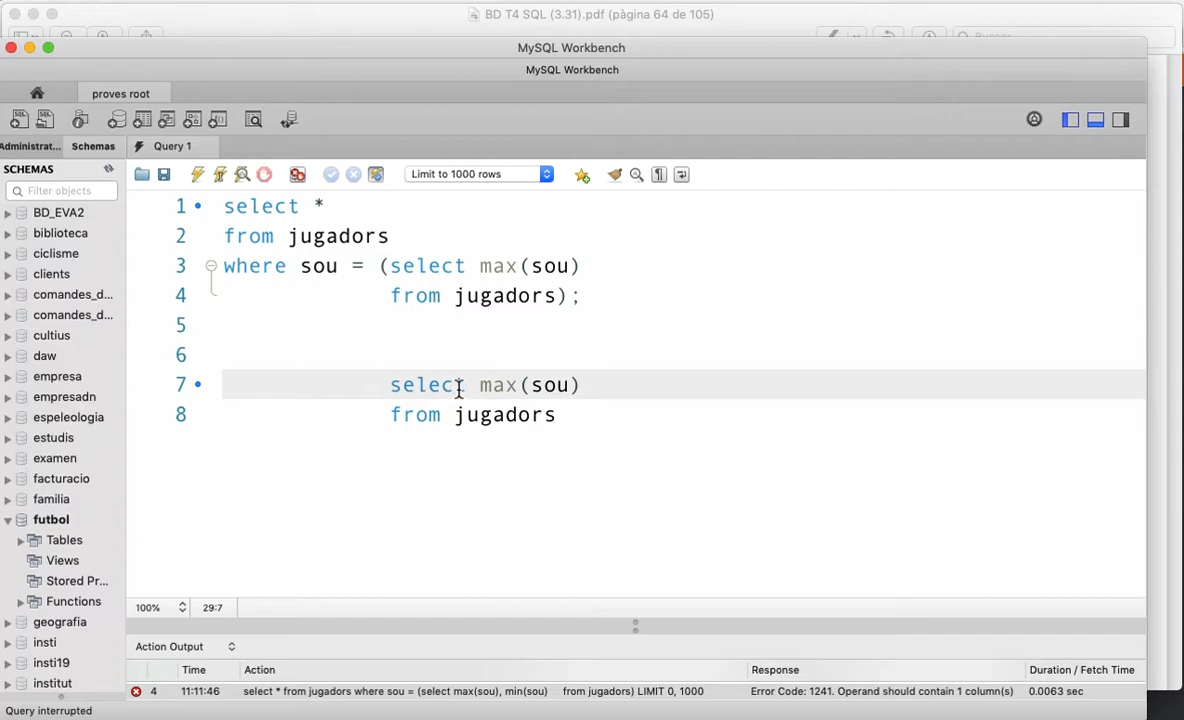 BD T4 SQL (3.31).pdf (pàgina 64 de 105)
Buscar
MySQL Workbench
MySQL Workbench
proves root
Administrat... Schemas Query 1
SCHEMAS
Limit to 1000 rows
Filter objects
BD_EVA2
biblioteca
ciclisme
clients
comandes_d...
comandes_d...
cultius
daw
empresa
empresadn
espeleologia
estudis
examen
facturacio
familia
futbol
Tables
Views
Stored Pr...
Functions
geografia
insti
insti19
institut
1 select *
2 from jugadors
3 where sou = (select max(sou)
4 from jugadors);
5
6
7 select max(sou)
8 from jugadors
100% 29:7
Action Output
Time Action Response Duration / Fetch Time
4 11:11:46 select * from jugadors where sou = (select max(sou), min(sou) from jugadors) LIMIT 0, 1000 Error Code: 1241. Operand should contain 1 column(s) 0.0063 sec
Query interrupted